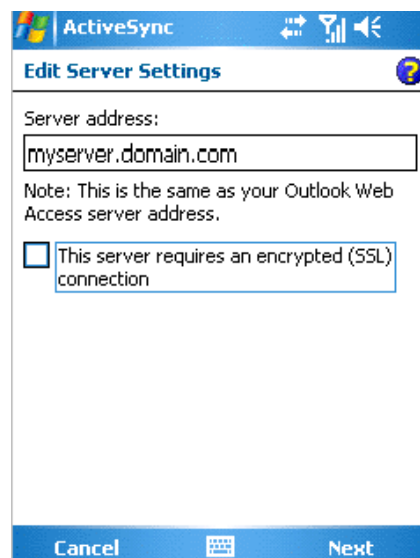 ActiveSync
Edit Server Settings
?
Server address:
myserver.domain.com
Note: This is the same as your Outlook Web
Access server address.
This server requires an encrypted (SSL)
connection
Cancel
Next